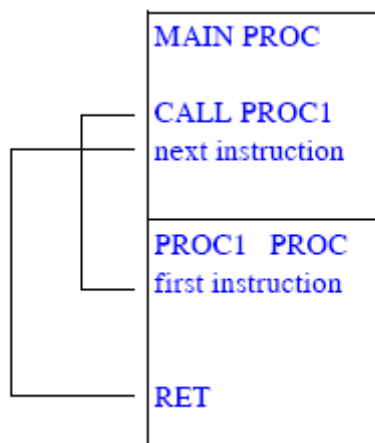 MAIN PROC
CALL PROC1
next instruction
PROC1 PROC
first instruction
RET